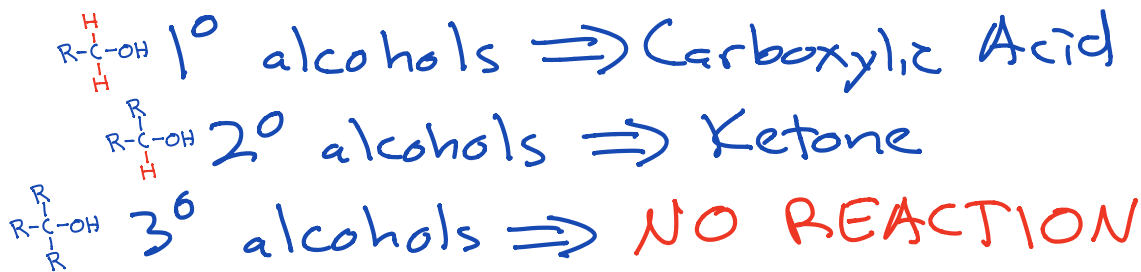 H
R-C-OH 1° alcohols ⇒ Carboxylic Acid
H
R
R-C-OH 2° alcohols ⇒ Ketone
H
R
R-C-OH 3° alcohols ⇒ NO REACTION
R